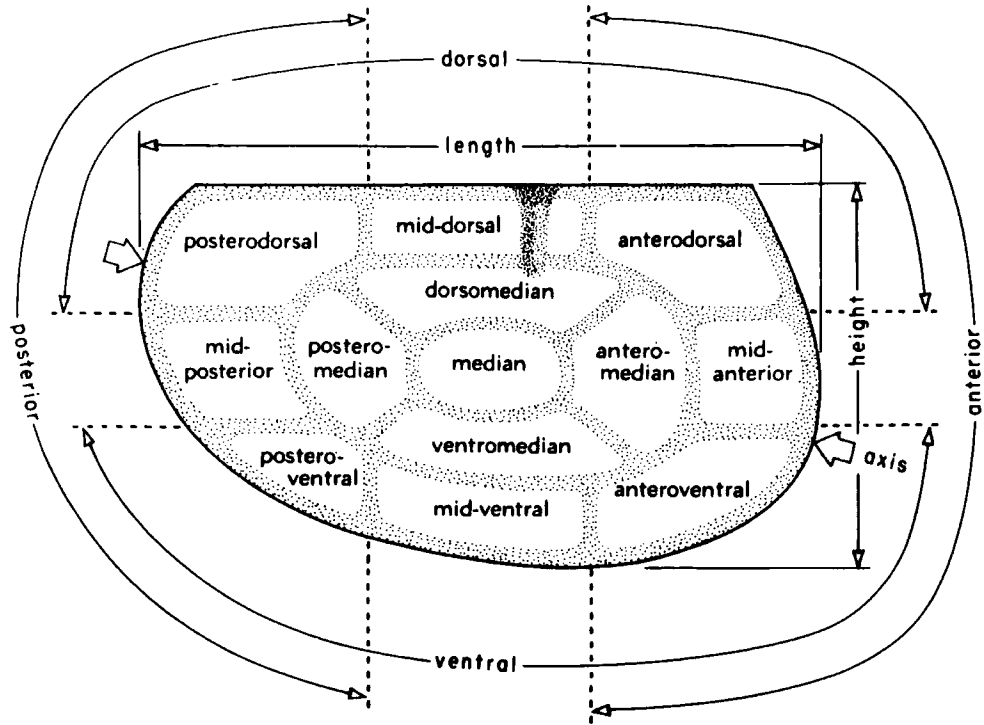 dorsal
length
posterodorsal
mid-dorsal
anterodorsal
dorsomedian
posterior
mid-
posterior
postero-
median
median
antero-
median
mid-
anterior
height
anterior
postero-
ventral
ventromedian
anteroventral
axis
mid-ventral
ventral